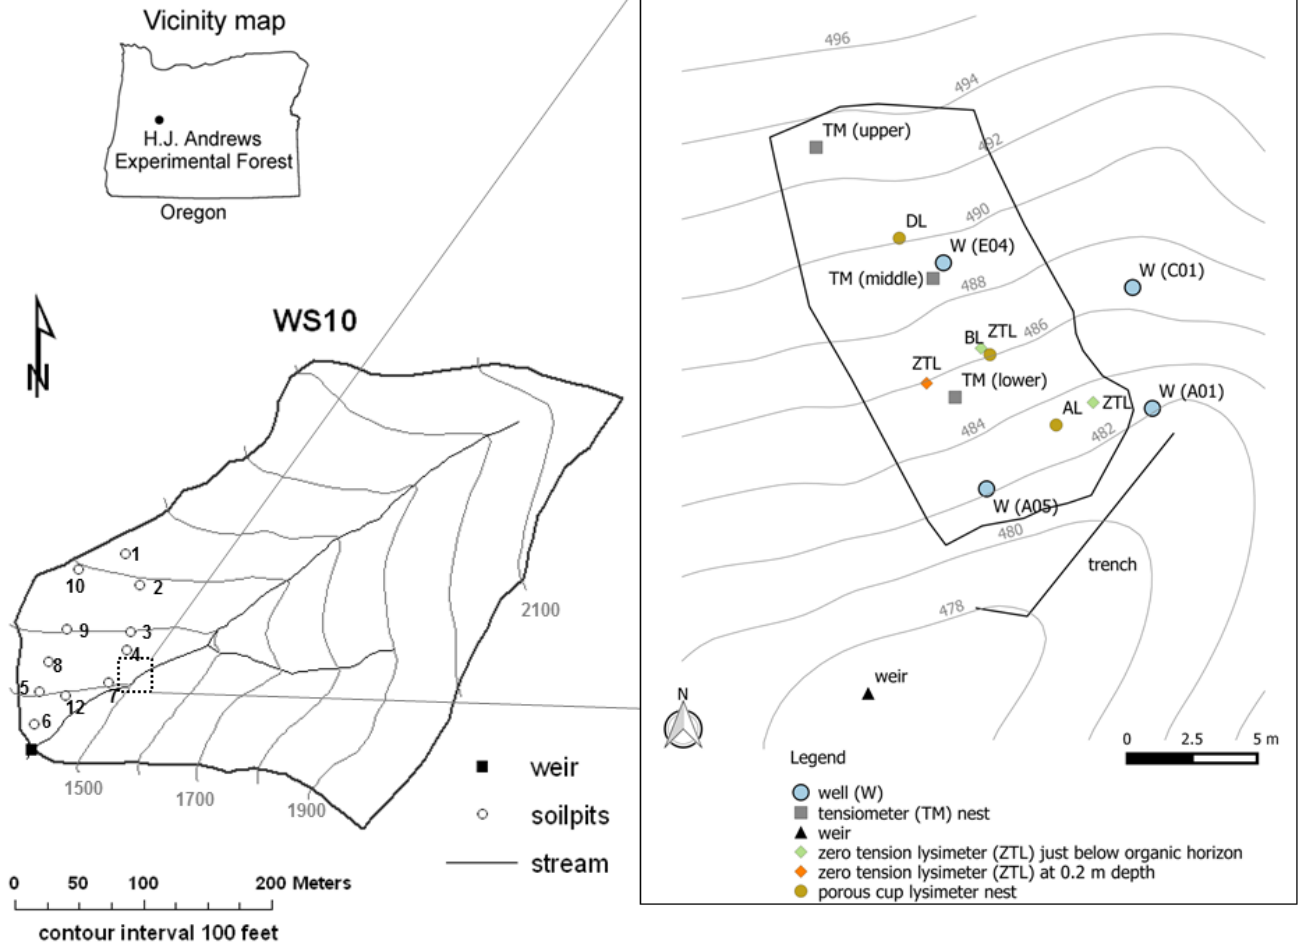 Vicinity map
H.J. Andrews
Experimental Forest
Oregon
N
WS10
1
10
2
9
3
4
8
5
7
12
6
2100
1500
1700
1900
weir
soilpits
stream
0 50 100 200 Meters
contour interval 100 feet
496
494
TM (upper)
492
490
DL
W (E04)
TM (middle)
488
W (C01)
486
BL ZTL
ZTL
TM (lower)
W (A01)
AL ZTL
484
482
W (A05)
480
trench
478
weir
N
0 2.5 5 m
Legend
well (W)
tensiometer (TM) nest
weir
zero tension lysimeter (ZTL) just below organic horizon
zero tension lysimeter (ZTL) at 0.2 m depth
porous cup lysimeter nest